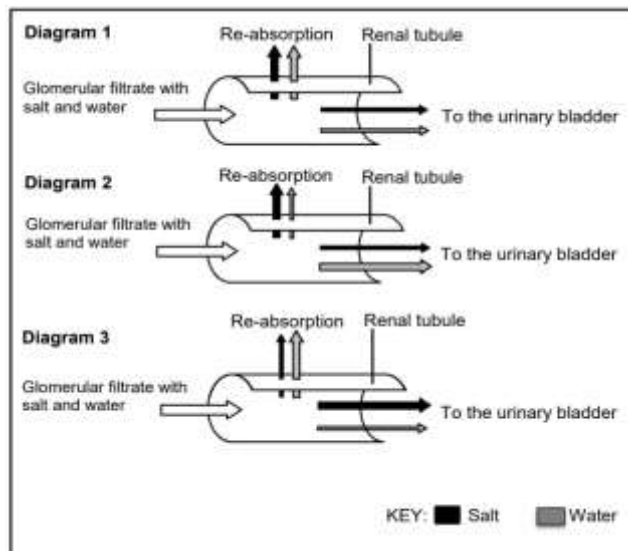 Diagram 1
Re-absorption
Renal tubule
Glomerular filtrate with
salt and water
To the urinary bladder
Diagram 2
Re-absorption
Renal tubule
Glomerular filtrate with
salt and water
To the urinary bladder
Diagram 3
Re-absorption
Renal tubule
Glomerular filtrate with
salt and water
To the urinary bladder
KEY: Salt Water